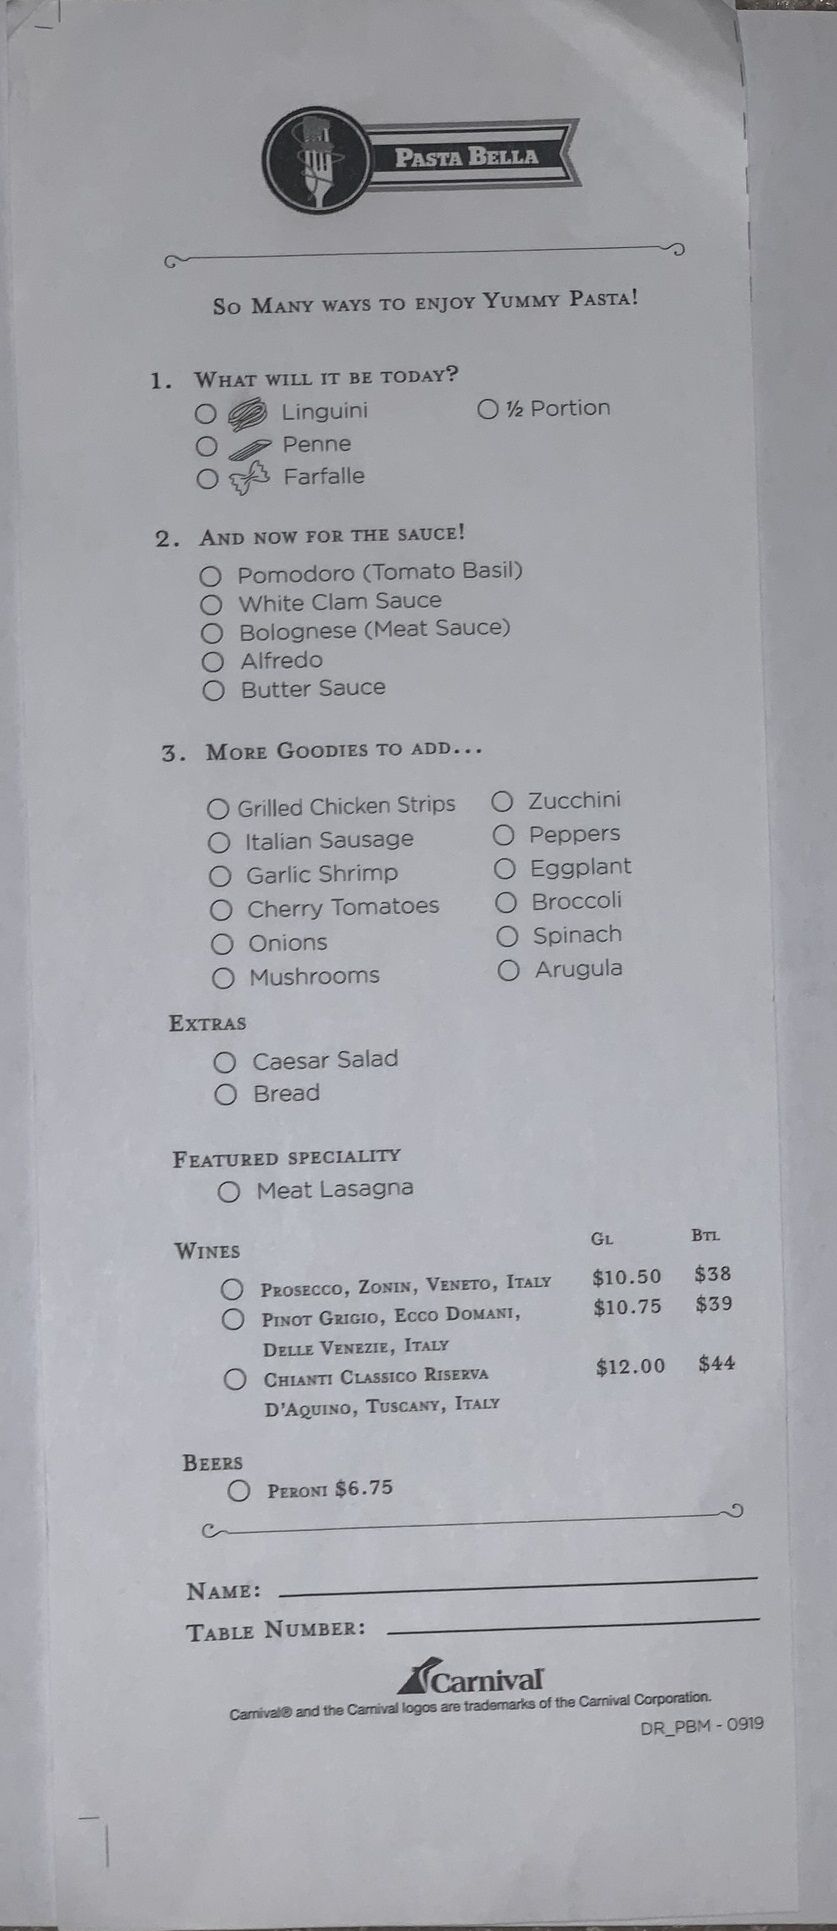 PASTA BELLA
SO MANY WAYS TO ENJOY YUMMY PASTA!
1. WHAT WILL IT BE TODAY?
Linguini
½ Portion
Penne
Farfalle
2. AND NOW FOR THE SAUCE!
Pomodoro (Tomato Basil)
White Clam Sauce
Bolognese (Meat Sauce)
Alfredo
Butter Sauce
3. MORE GOODIES TO ADD...
Grilled Chicken Strips
Italian Sausage
Garlic Shrimp
Cherry Tomatoes
Onions
Mushrooms
Zucchini
Peppers
Eggplant
Broccoli
Spinach
Arugula
EXTRAS
Caesar Salad
Bread
FEATURED SPECIALITY
Meat Lasagna
WINES GL BTL
PROSECCO, ZONIN, VENETO, ITALY $10.50 $38
PINOT GRIGIO, ECCO DOMANI, $10.75 $39
DELLE VENEZIE, ITALY
CHIANTI CLASSICO RISERVA $12.00 $44
D'AQUINO, TUSCANY, ITALY
BEERS
PERONI $6.75
NAME:
TABLE NUMBER:
Carnival
Carnival® and the Carnival logos are trademarks of the Carnival Corporation.
DR_PBM - 0919